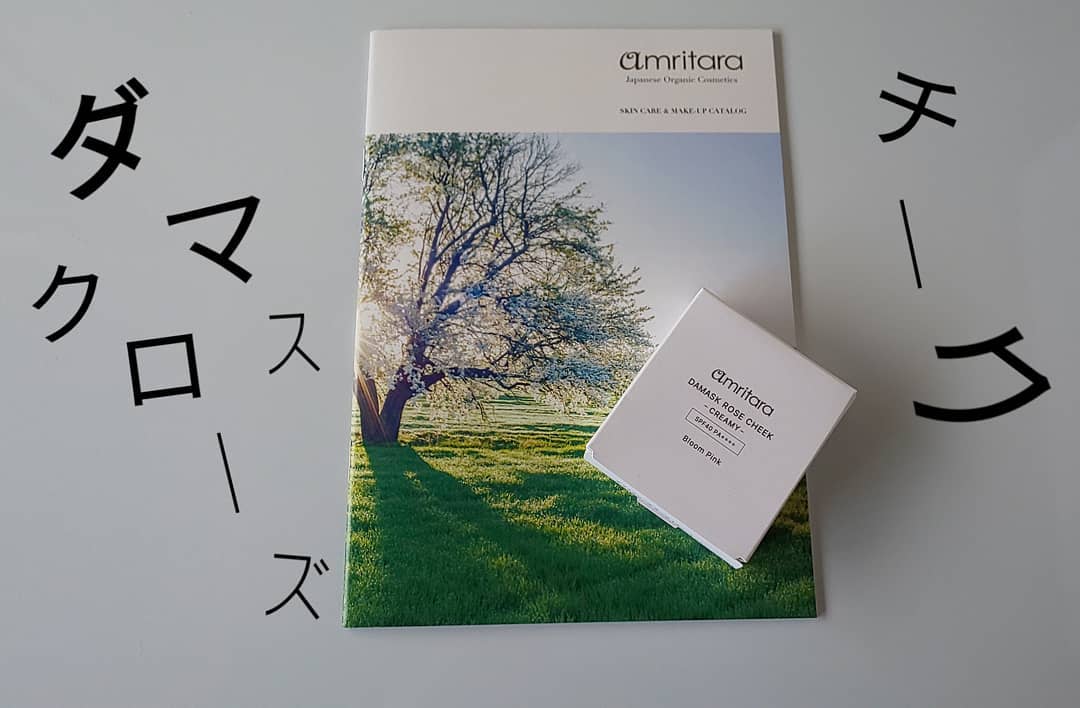 ダマスクローズ
チーク
amritara
Japanese Organic Cosmetics
SKIN CARE & MAKE-UP CATALOG
amritara
DAMASK ROSE CHEEK
- CREAMY -
SPF40 PA++++
Bloom Pink